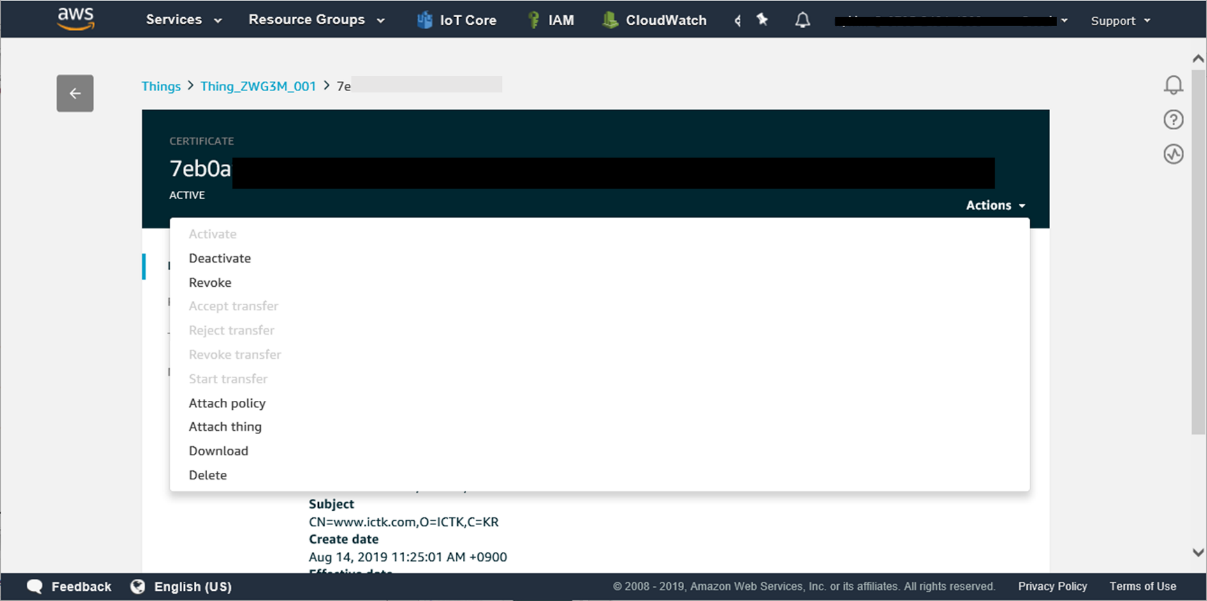 aws Services Resource Groups IoT Core IAM CloudWatch Support
Things > Thing_ZWG3M_001 > 7e
CERTIFICATE
7eb0a
ACTIVE
Actions
Activate
Deactivate
Revoke
Accept transfer
Reject transfer
Revoke transfer
Start transfer
Attach policy
Attach thing
Download
Delete
Subject
CN=www.ictk.com,O=ICTK,C=KR
Create date
Aug 14, 2019 11:25:01 AM +0900
Effective date
Feedback English (US) © 2008 - 2019, Amazon Web Services, Inc. or its affiliates. All rights reserved. Privacy Policy Terms of Use